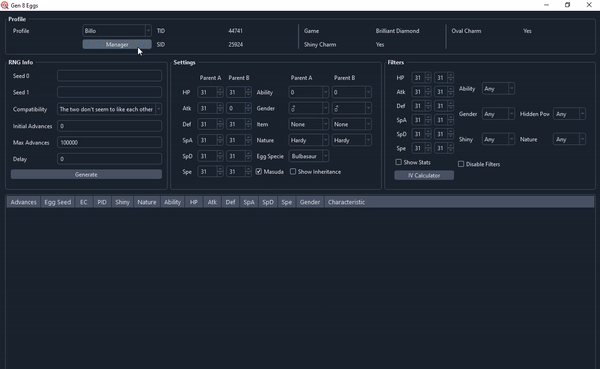 Gen 8 Eggs
Profile
Profile Billo TID 44741 Game Brilliant Diamond Oval Charm Yes
Manager SID 25924 Shiny Charm Yes
RNG Info Settings Filters
Seed 0
Seed 1
Compatibility The two don't seem to like each other
Initial Advances 0
Max Advances 100000
Delay 0
Generate
Parent A Parent B Parent A Parent B
HP 31 31 Ability 0 0
Atk 31 0 Gender ♂ ♂
Def 31 31 Item None None
SpA 31 31 Nature Hardy Hardy
SpD 31 31 Egg Specie Bulbasaur
Spe 31 31 Masuda Show Inheritance
HP 31 31
Atk 31 31
Def 31 31
SpA 31 31
SpD 31 31
Spe 31 31
Ability Any
Gender Any Hidden Pow Any
Shiny Any Nature Any
Show Stats Disable Filters
IV Calculator
Advances Egg Seed EC PID Shiny Nature Ability HP Atk Def SpA SpD Spe Gender Characteristic